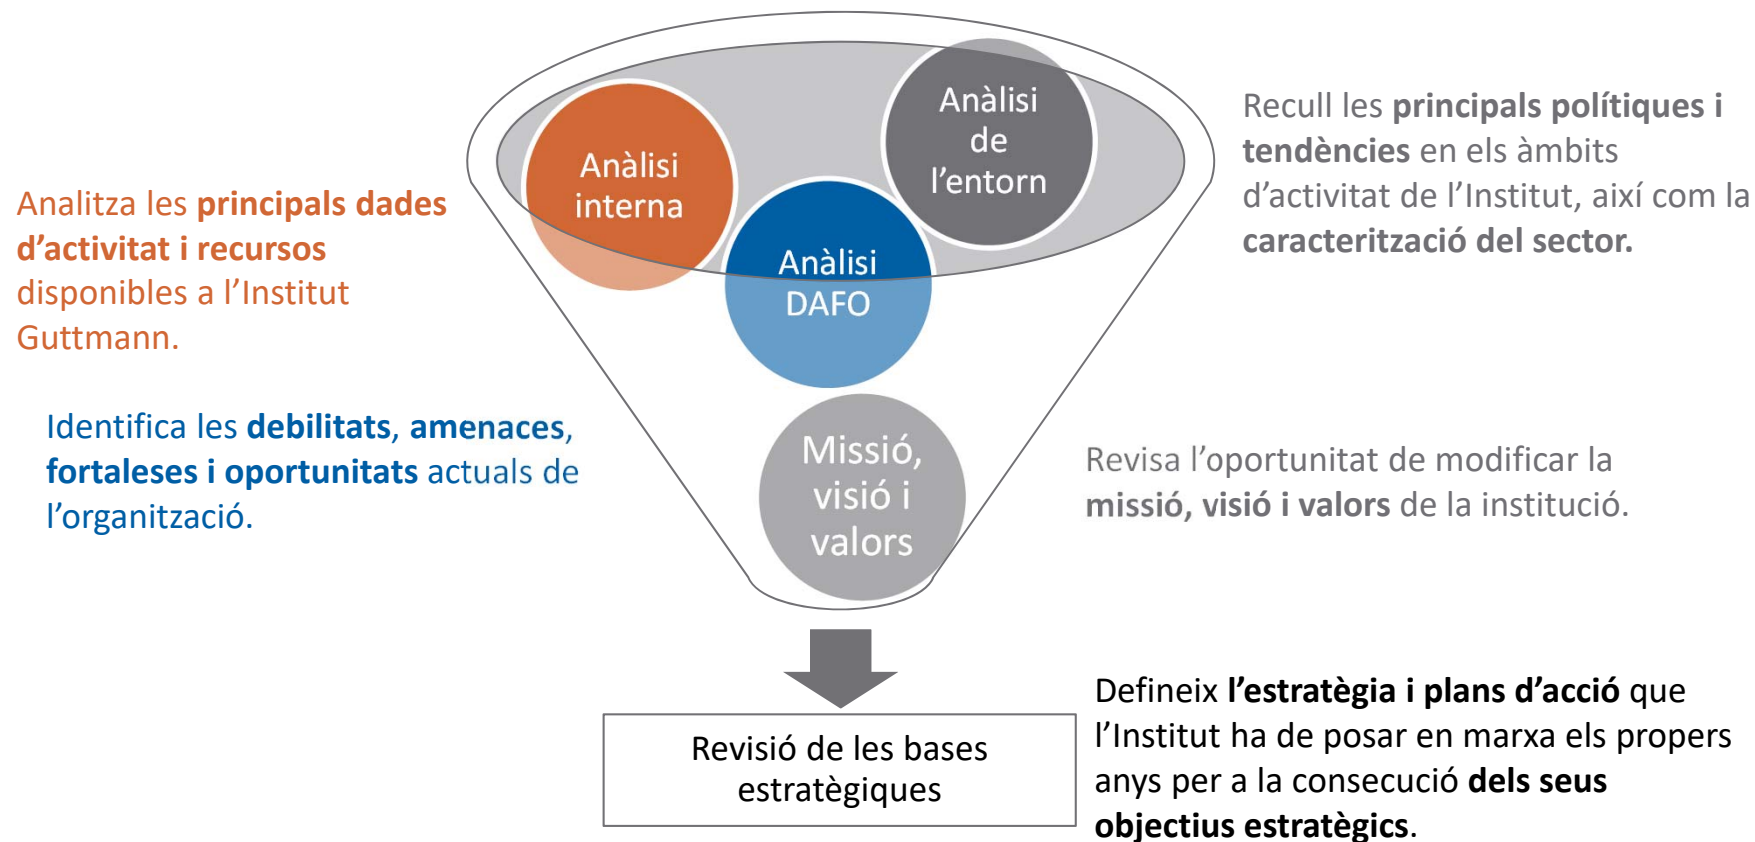 Anàlisi
interna
Anàlisi
de
l’entorn
Anàlisi
DAFO
Missió,
visió i
valors
Analitza les principals dades
d’activitat i recursos
disponibles a l’Institut
Guttmann.
Identifica les debilitats, amenaces,
fortaleses i oportunitats actuals de
l’organització.
Recull les principals polítiques i
tendències en els àmbits
d’activitat de l’Institut, així com la
caracterització del sector.
Revisa l’oportunitat de modificar la
missió, visió i valors de la institució.
Revisió de les bases
estratègiques
Defineix l’estratègia i plans d’acció que
l’Institut ha de posar en marxa els propers
anys per a la consecució dels seus
objectius estratègics.